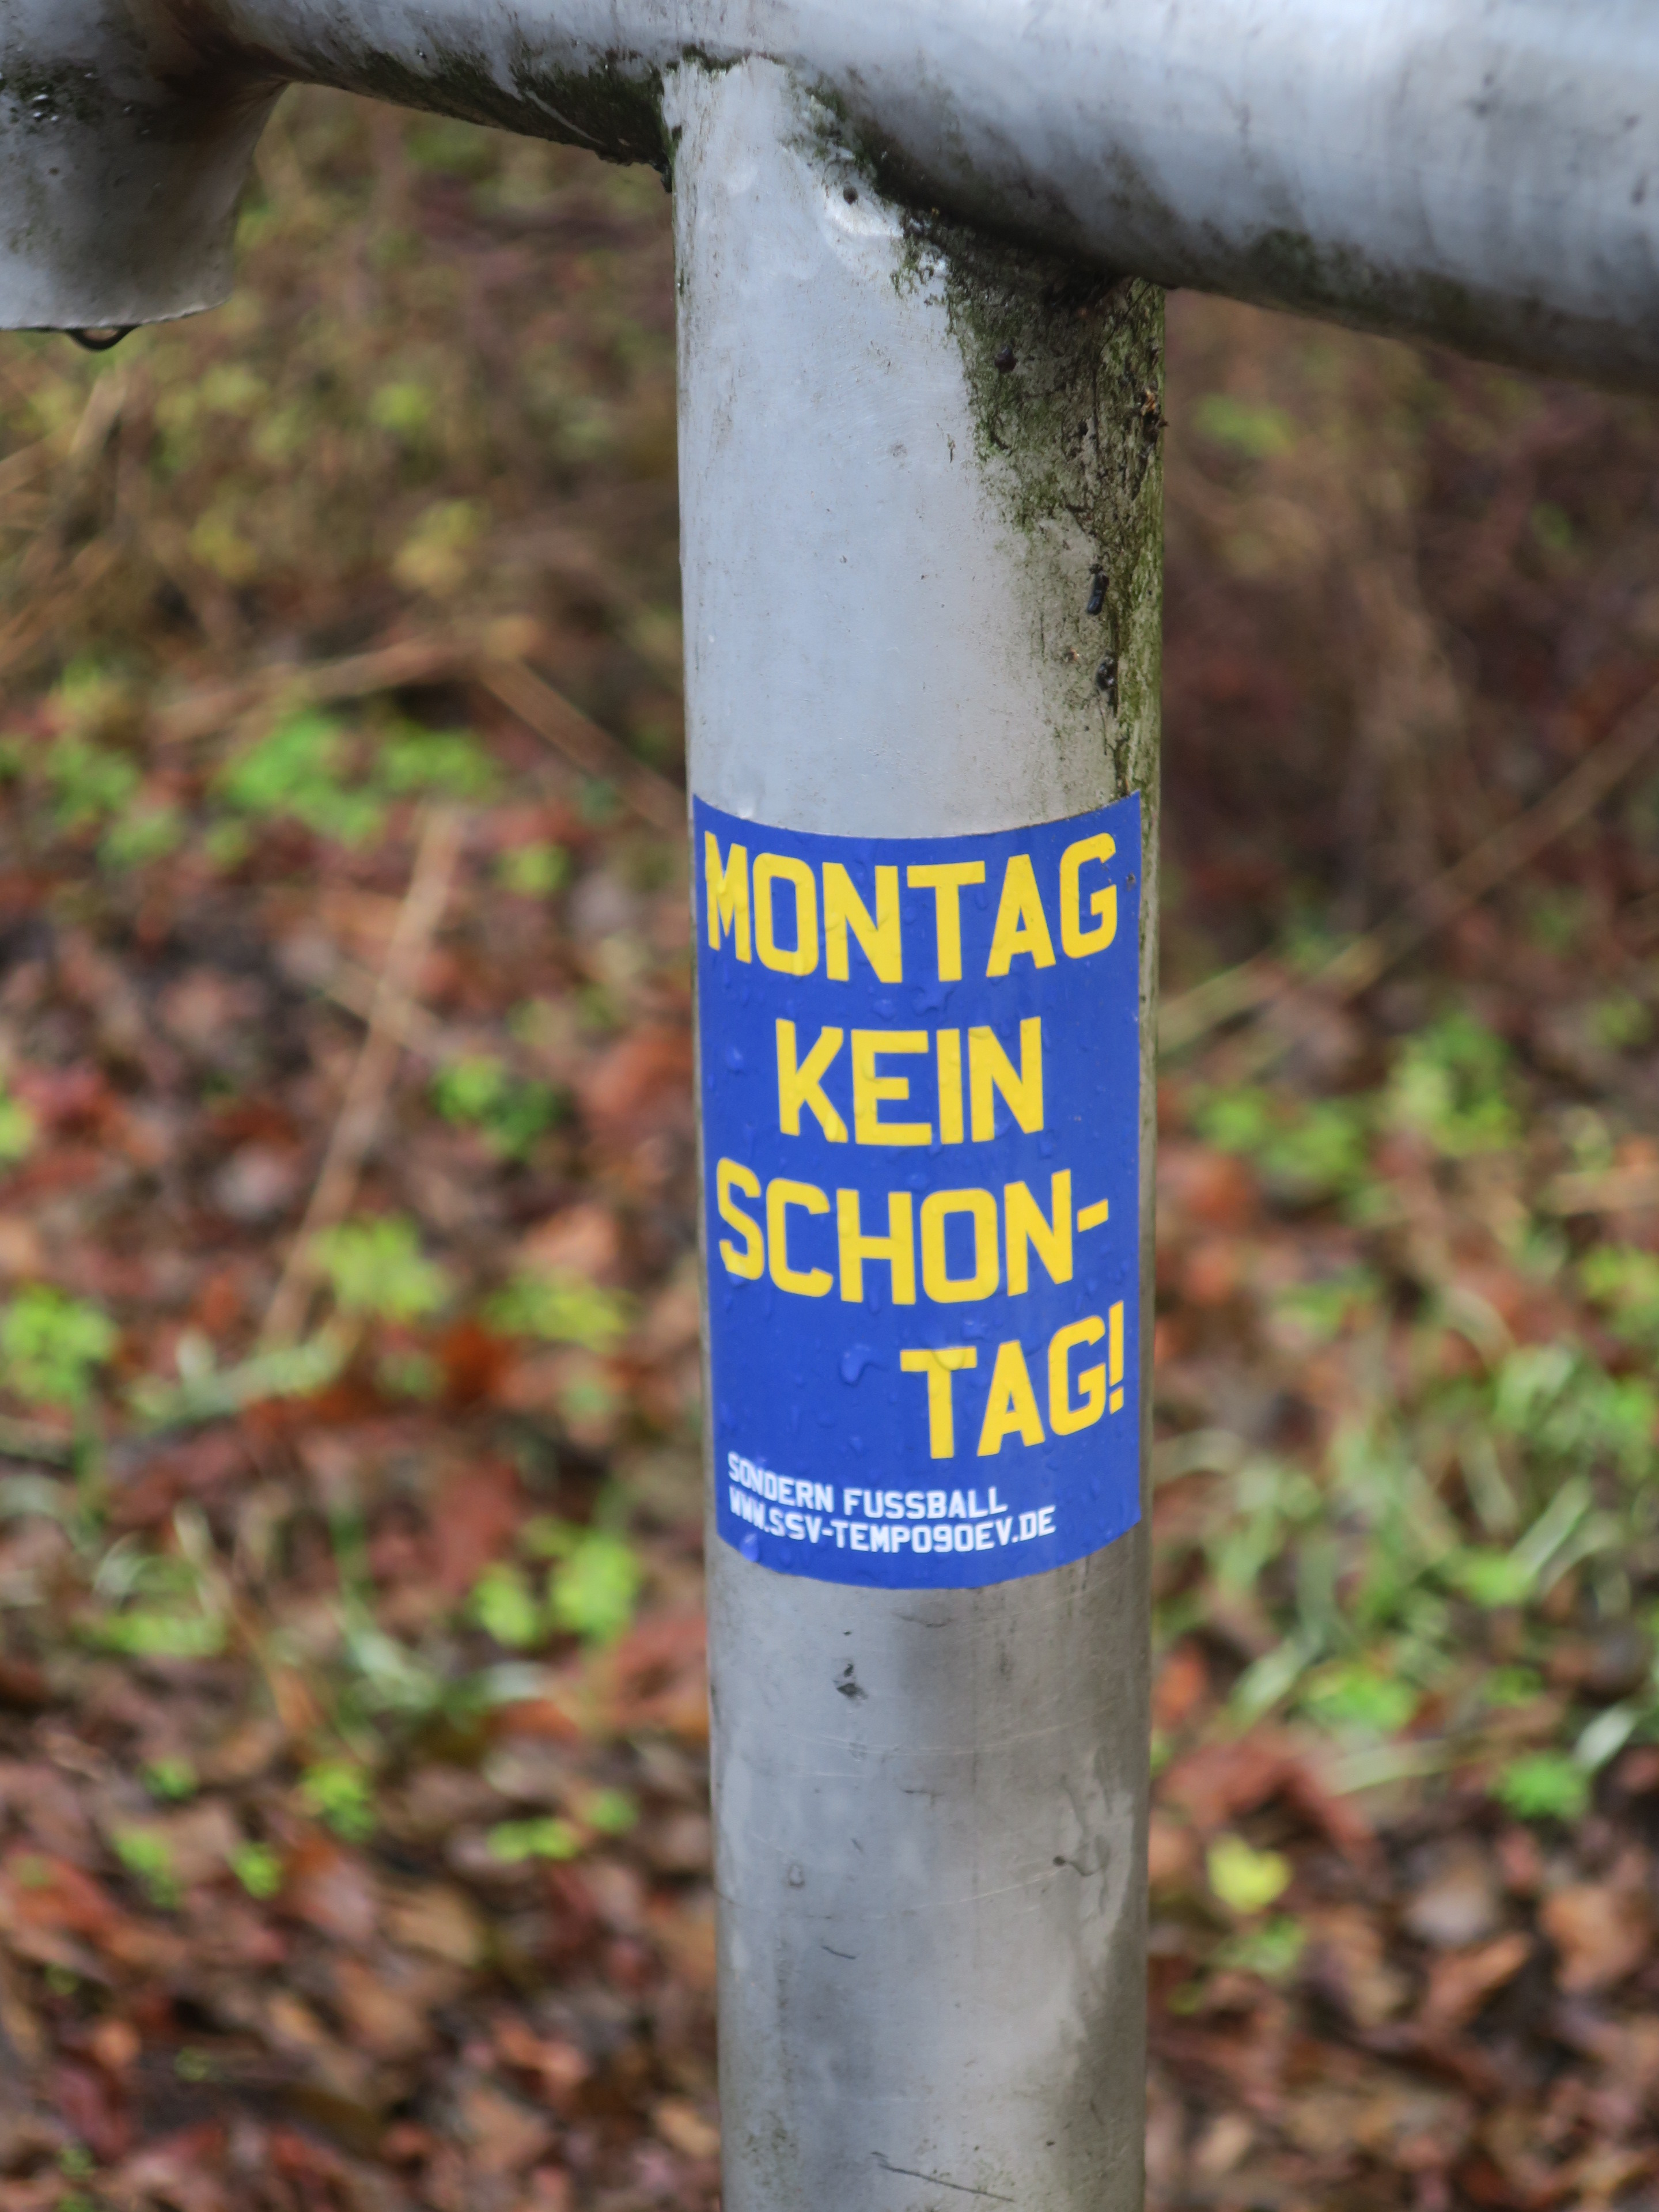 MONTAG
KEIN
SCHON-
TAG!
SONDERN FUSSBALL
WWW.SSV-TEMPO90EV.DE